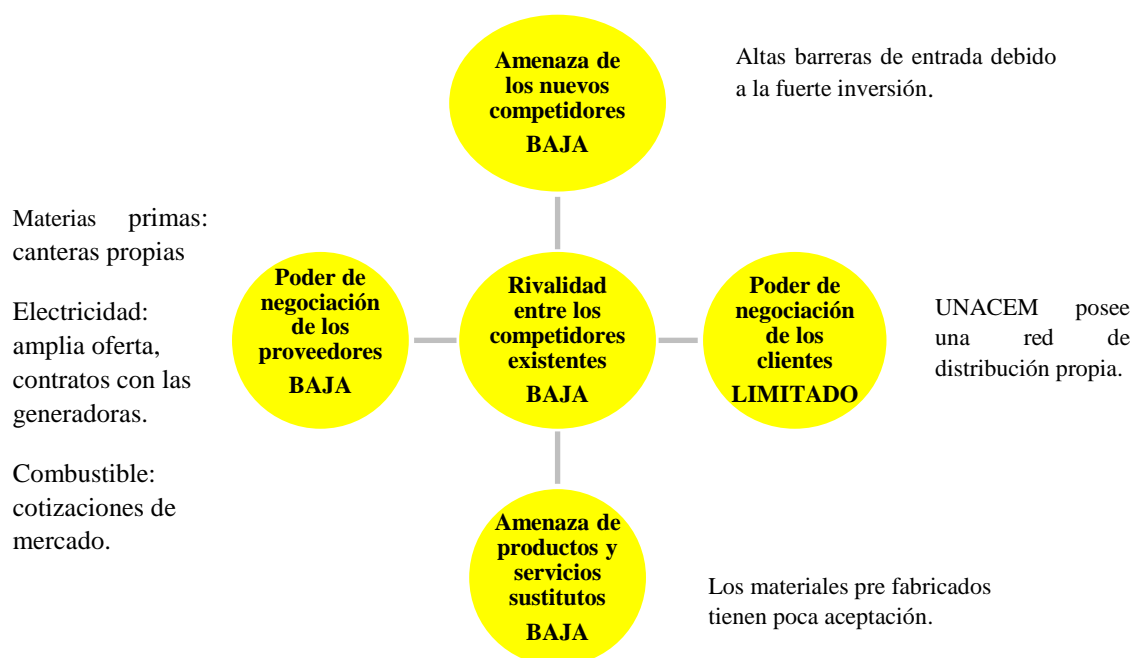 Amenaza de
los nuevos
competidores
BAJA
Altas barreras de entrada debido
a la fuerte inversión.
Materias primas:
canteras propias
Electricidad:
amplia oferta,
contratos con las
generadoras.
Combustible:
cotizaciones de
mercado.
Poder de
negociación
de los
proveedores
BAJA
Rivalidad
entre los
competidores
existentes
BAJA
Poder de
negociación
de los
clientes
LIMITADO
UNACEM posee
una red de
distribución propia.
Amenaza de
productos y
servicios
sustitutos
BAJA
Los materiales pre fabricados
tienen poca aceptación.